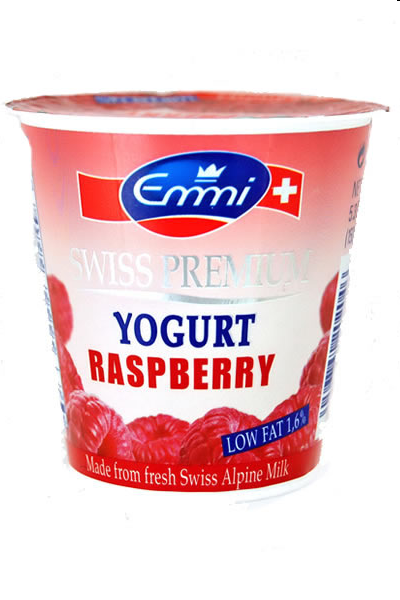 Emmi
SWISS PREMIUM
YOGURT
RASPBERRY
LOW FAT 1,6%
Made from fresh Swiss Alpine Milk